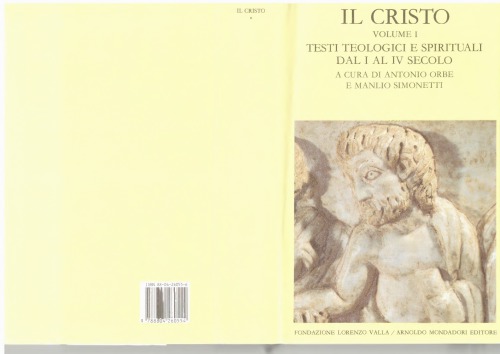 IL CRISTO
IL CRISTO
VOLUME I
TESTI TEOLOGICI E SPIRITUALI
DAL I AL IV SECOLO
A CURA DI ANTONIO ORBE
E MANLIO SIMONETTI
FONDAZIONE LORENZO VALLA / ARNOLDO MONDADORI EDITORE